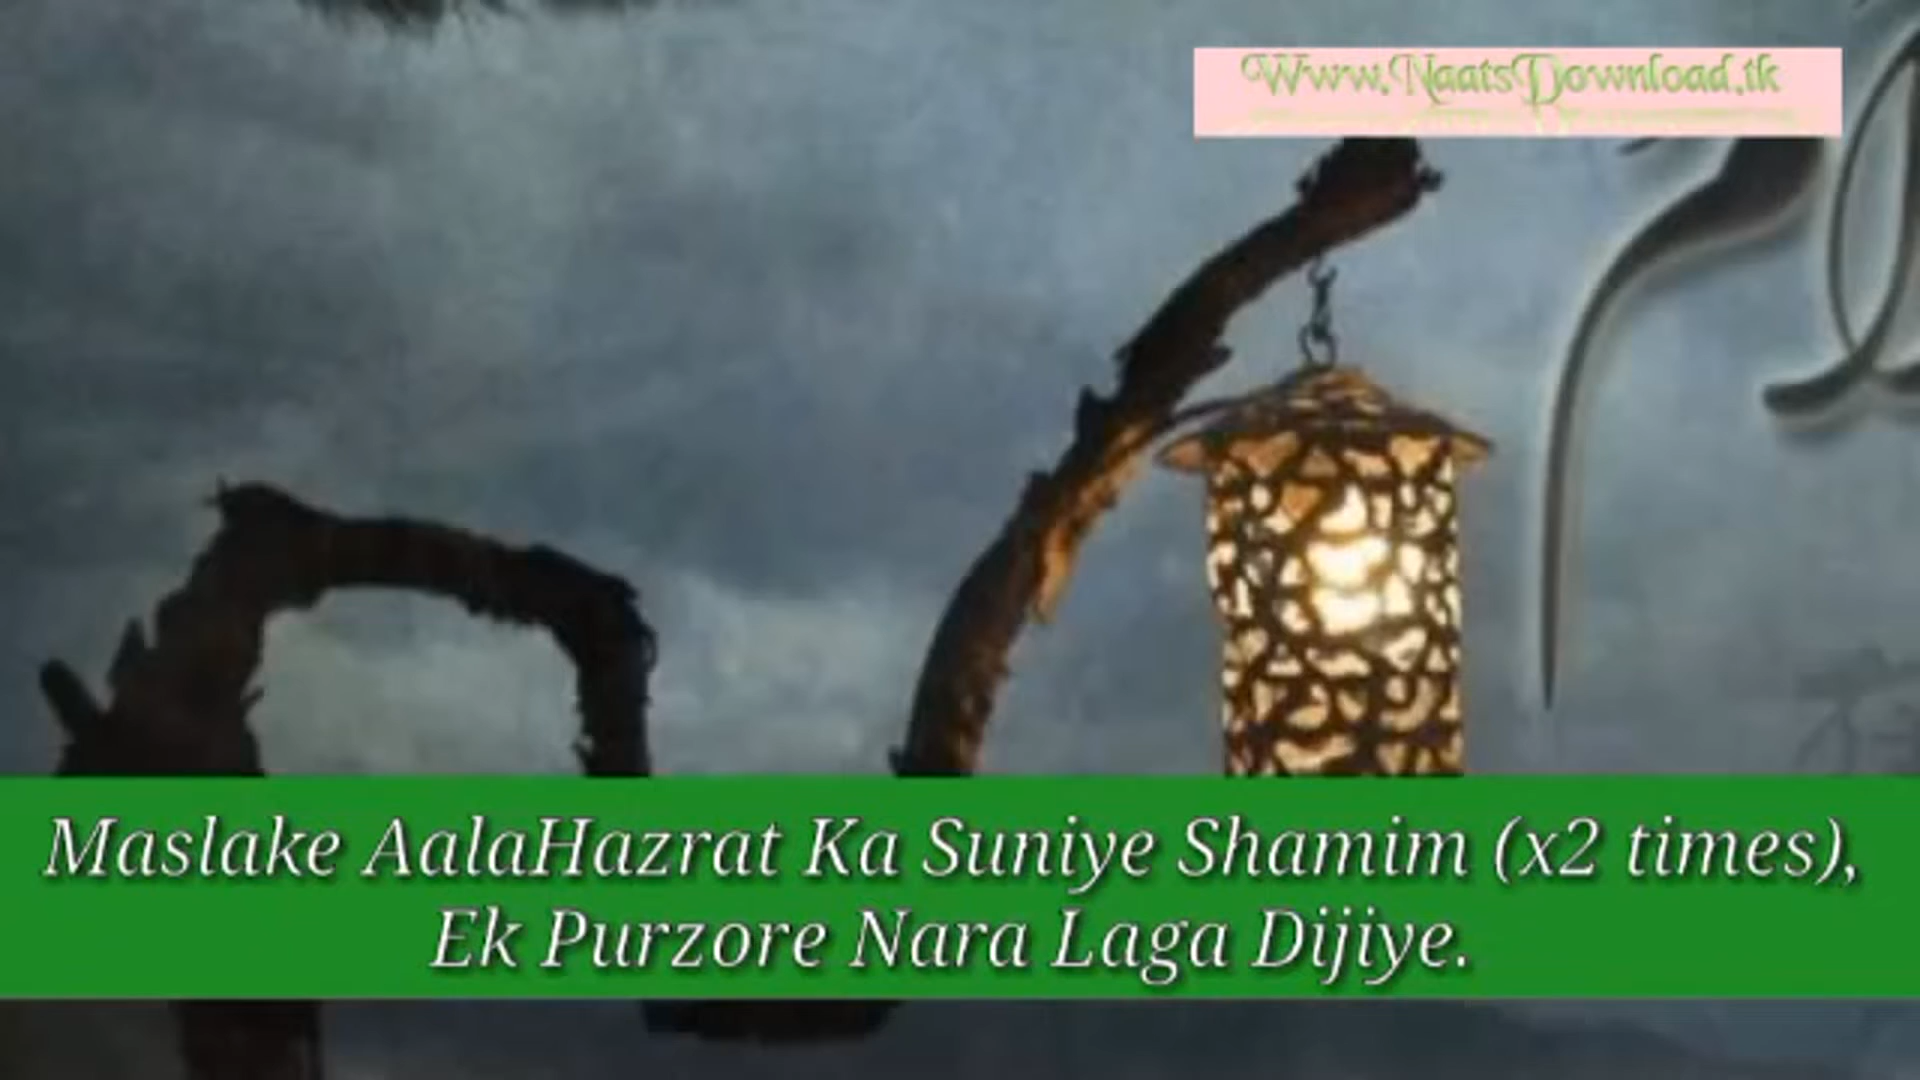 Www.NaatsDownload.tk
Maslake AalaHazrat Ka Suniye Shamim (x2 times),
Ek Purzore Nara Laga Dijiye.